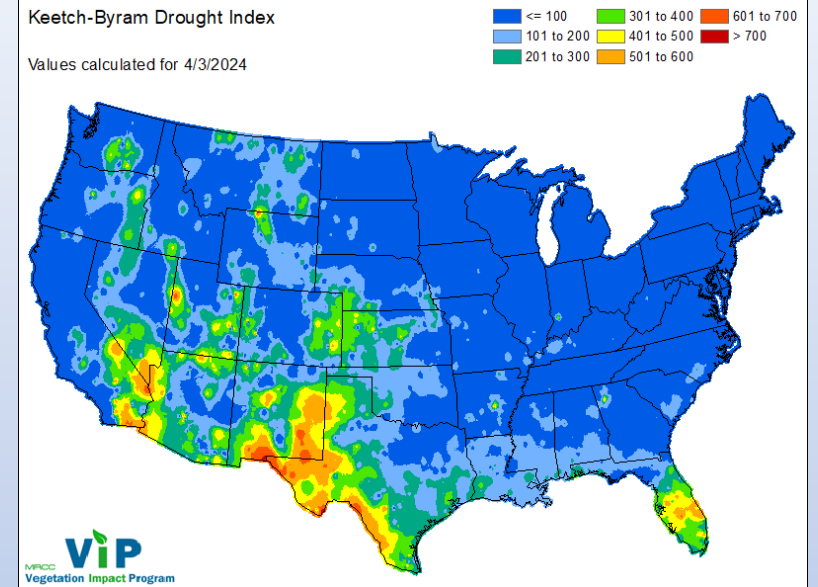 Keetch-Byram Drought Index
Values calculated for 4/3/2024
<= 100
101 to 200
201 to 300
301 to 400
401 to 500
501 to 600
601 to 700
> 700
MRCC
ViP
Vegetation Impact Program